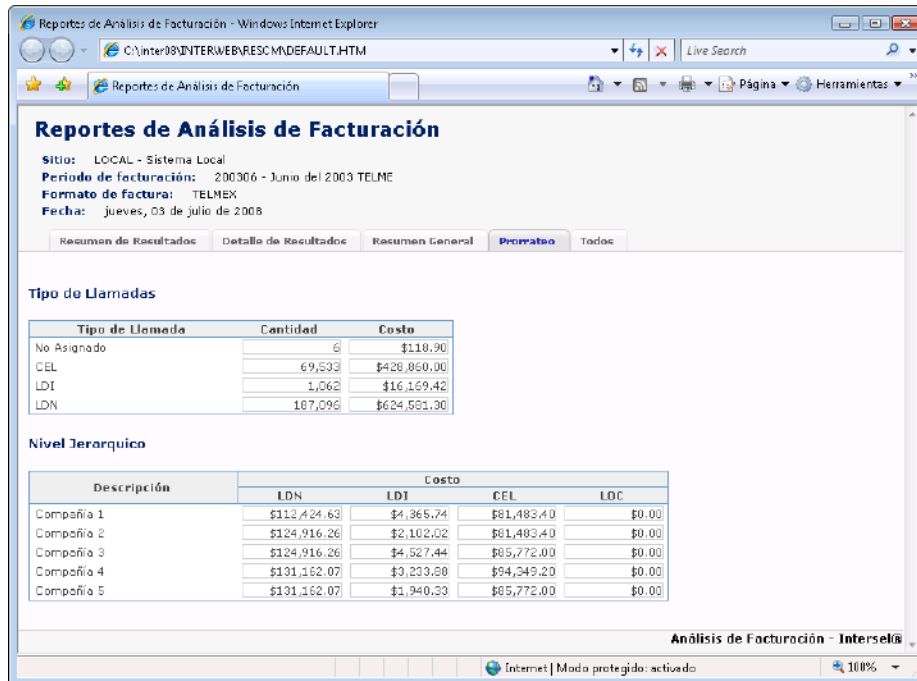 Reportes de Análisis de Facturación - Windows Internet Explorer
C:\inter08\INTERWEB\RESCM\DEFAULT.HTM
Live Search
Reportes de Análisis de Facturación
Página
Herramientas
Reportes de Análisis de Facturación
Sitio: LOCAL - Sistema Local
Periodo de facturación: 200306 - Junio del 2003 TELME
Formato de factura: TELMEX
Fecha: jueves, 03 de julio de 2008
Resumen de Resultados Detalle de Resultados Resumen General Prorrateo Todos
Tipo de Llamadas
Tipo de Llamada Cantidad Costo
No Asignado 6 $118.90
CEL 69,533 $428,860.00
LDI 1,062 $16,169.42
LDN 187,096 $624,581.30
Nivel Jerarquico
Descripción Costo
LDN LDI CEL LOC
Compañía 1 $112,424.63 $4,365.74 $81,483.40 $0.00
Compañía 2 $124,916.26 $2,102.02 $81,483.40 $0.00
Compañía 3 $124,916.26 $4,527.44 $85,772.00 $0.00
Compañía 4 $131,162.07 $3,233.88 $94,349.20 $0.00
Compañía 5 $131,162.07 $1,940.33 $85,772.00 $0.00
Análisis de Facturación - Intersel®
Internet | Modo protegido: activado
100%